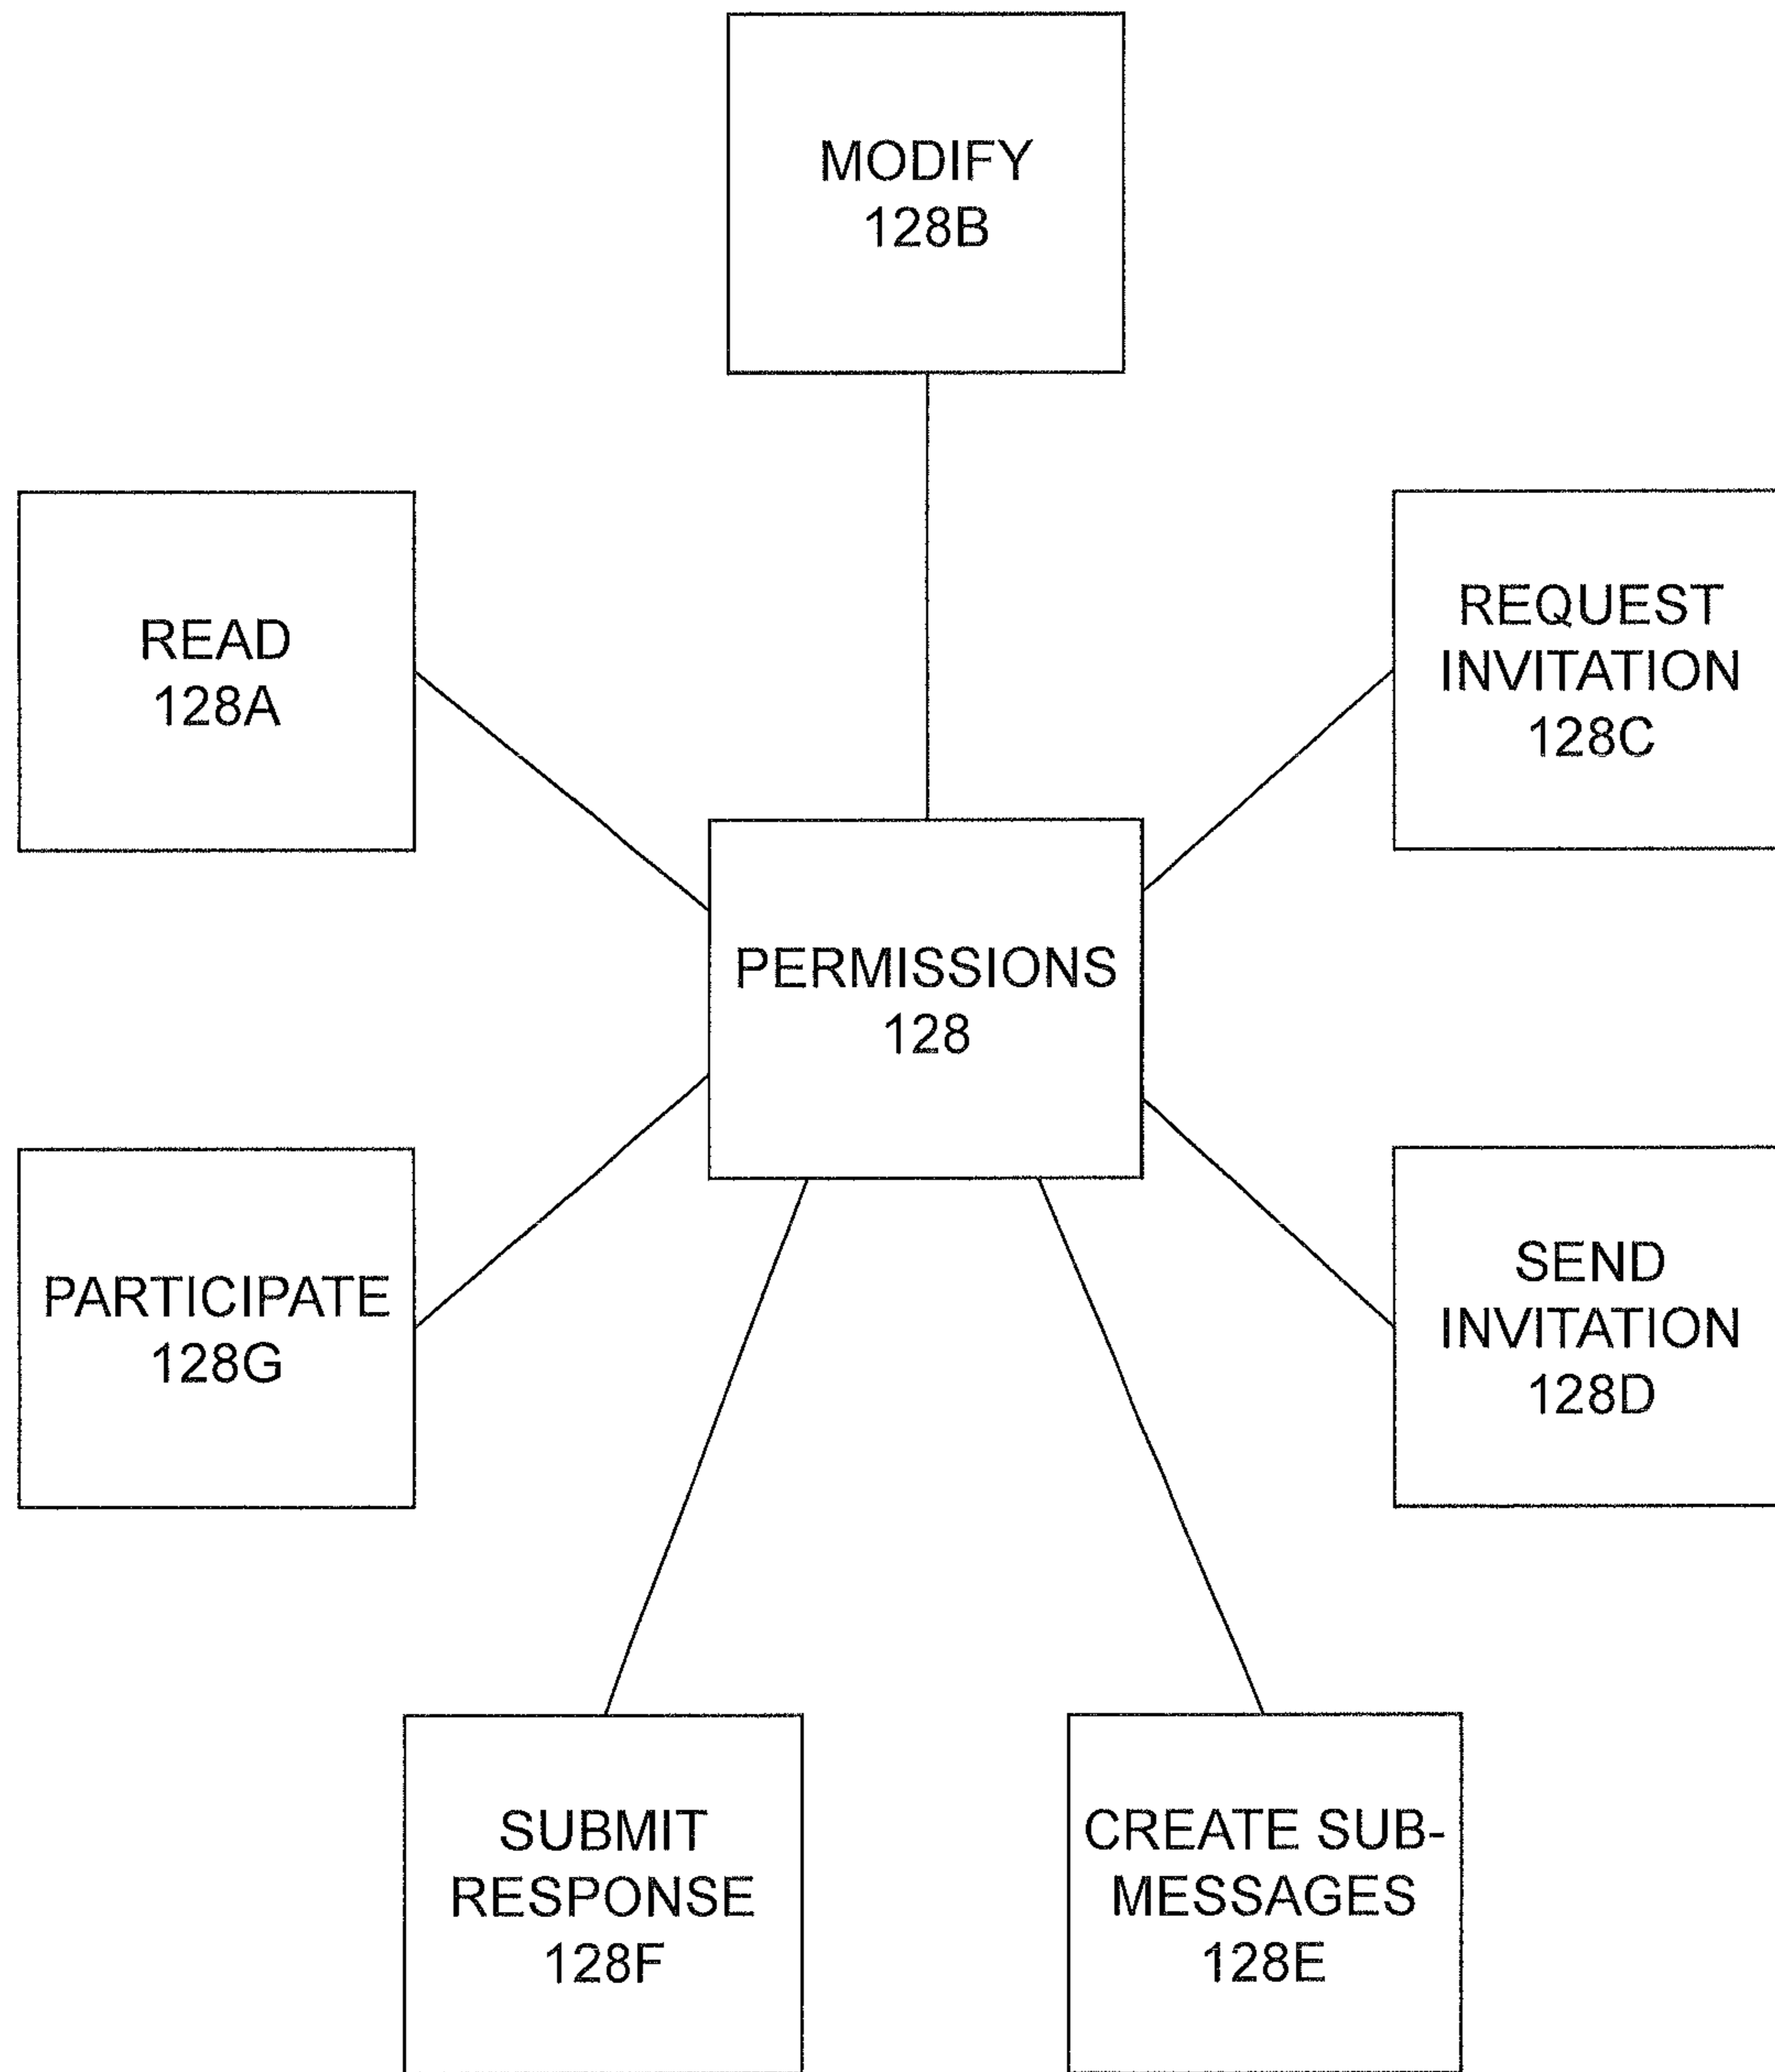 MODIFY
128B
READ
128A
REQUEST
INVITATION
128C
PERMISSIONS
128
PARTICIPATE
128G
SEND
INVITATION
128D
SUBMIT
RESPONSE
128F
CREATE SUB-
MESSAGES
128E